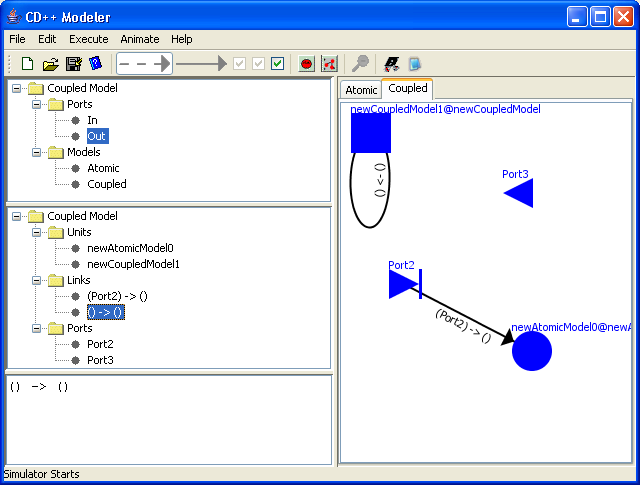 CD++ Modeler
File Edit Execute Animate Help
Coupled Model
Ports
In
Out
Models
Atomic
Coupled
Coupled Model
Units
newAtomicModel0
newCoupledModel1
Links
(Port2) -> ()
() -> ()
Ports
Port2
Port3
() -> ()
Atomic Coupled
newCoupledModel1@newCoupledModel
() -> ()
Port3
Port2
(Port2) -> ()
newAtomicModel0@newA
Simulator Starts